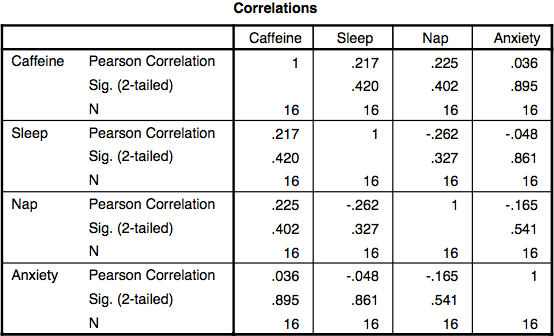 Correlations
Caffeine Sleep Nap Anxiety
Caffeine Pearson Correlation 1 .217 .225 .036
Sig. (2-tailed) .420 .402 .895
N 16 16 16 16
Sleep Pearson Correlation .217 1 -.262 -.048
Sig. (2-tailed) .420 .327 .861
N 16 16 16 16
Nap Pearson Correlation .225 -.262 1 -.165
Sig. (2-tailed) .402 .327 .541
N 16 16 16 16
Anxiety Pearson Correlation .036 -.048 -.165 1
Sig. (2-tailed) .895 .861 .541
N 16 16 16 16